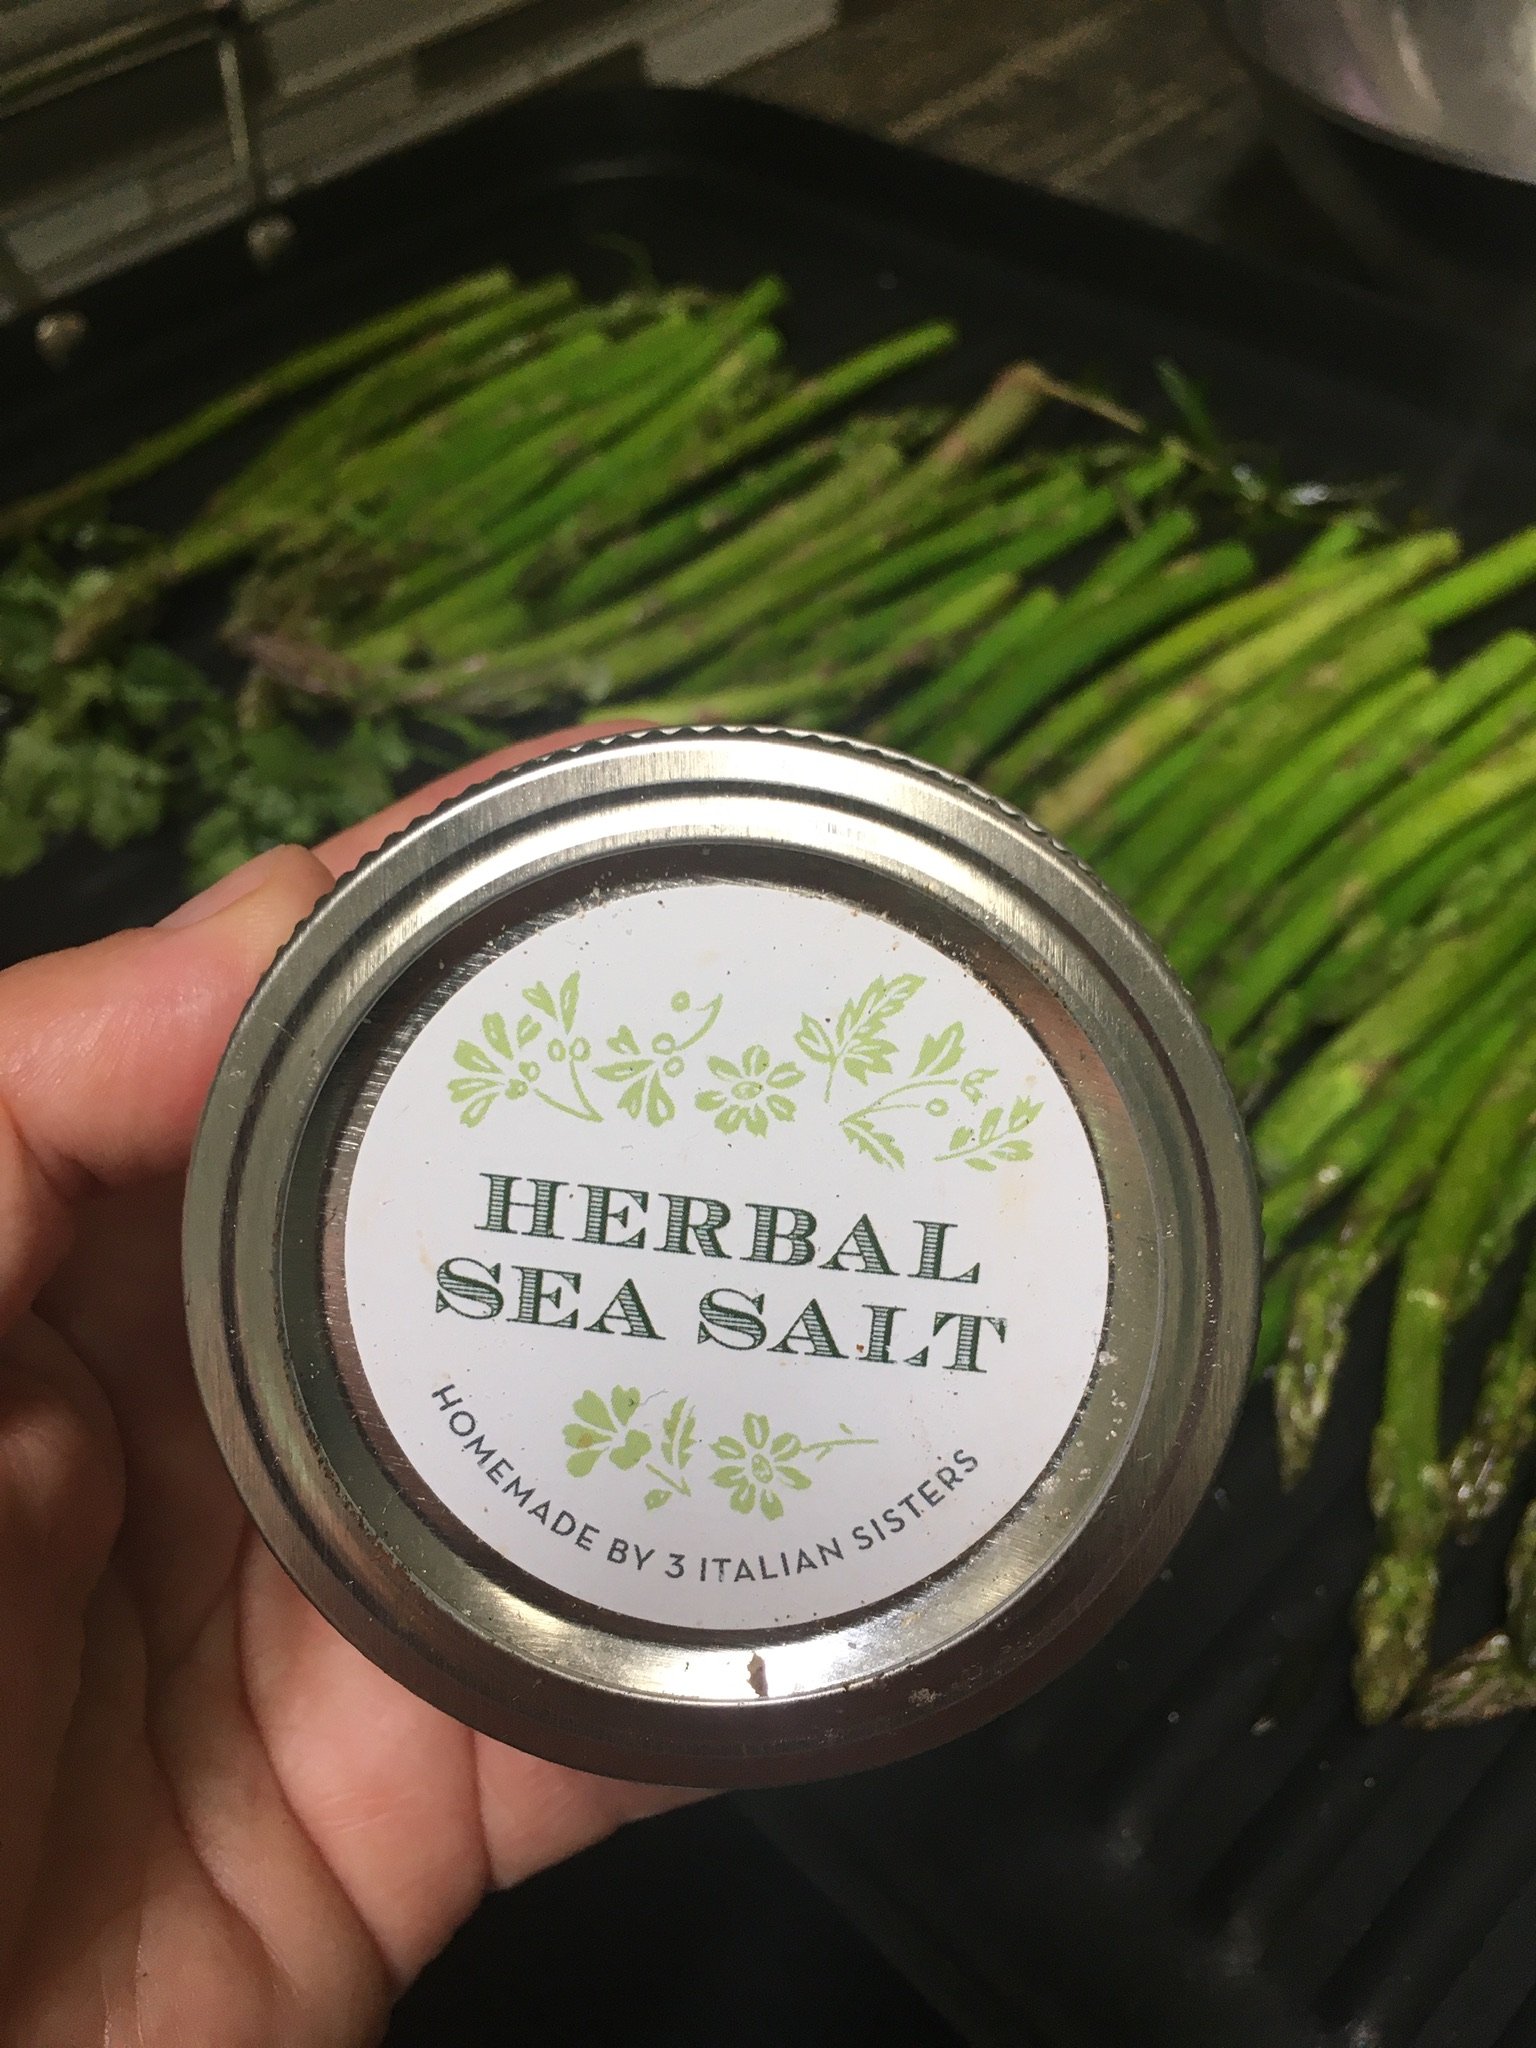 HERBAL
SEA SALT
HOMEMADE BY 3 ITALIAN SISTERS